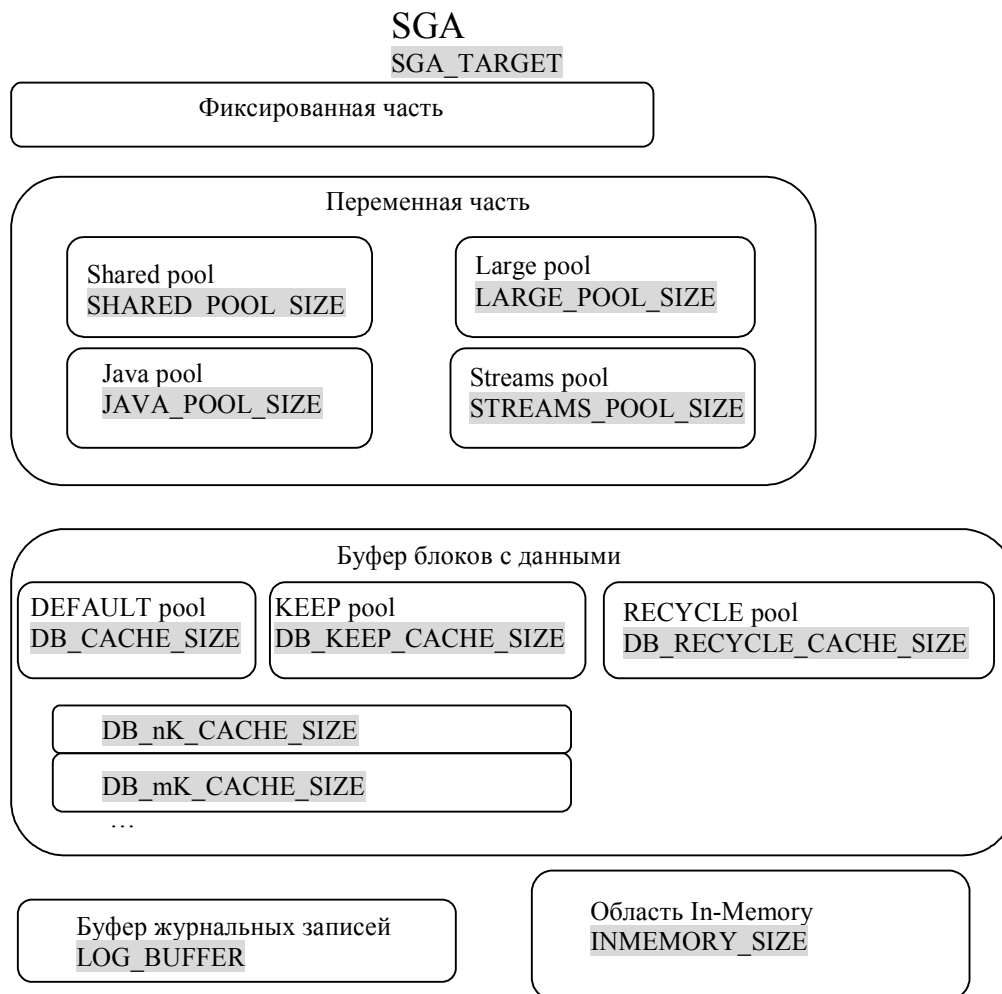 SGA
SGA_TARGET
Фиксированная часть
Переменная часть
Shared pool
SHARED_POOL_SIZE
Large pool
LARGE_POOL_SIZE
Java pool
JAVA_POOL_SIZE
Streams pool
STREAMS_POOL_SIZE
Буфер блоков с данными
DEFAULT pool
DB_CACHE_SIZE
KEEP pool
DB_KEEP_CACHE_SIZE
RECYCLE pool
DB_RECYCLE_CACHE_SIZE
DB_nK_CACHE_SIZE
DB_mK_CACHE_SIZE
…
Буфер журнальных записей
LOG_BUFFER
Область In-Memory
INMEMORY_SIZE